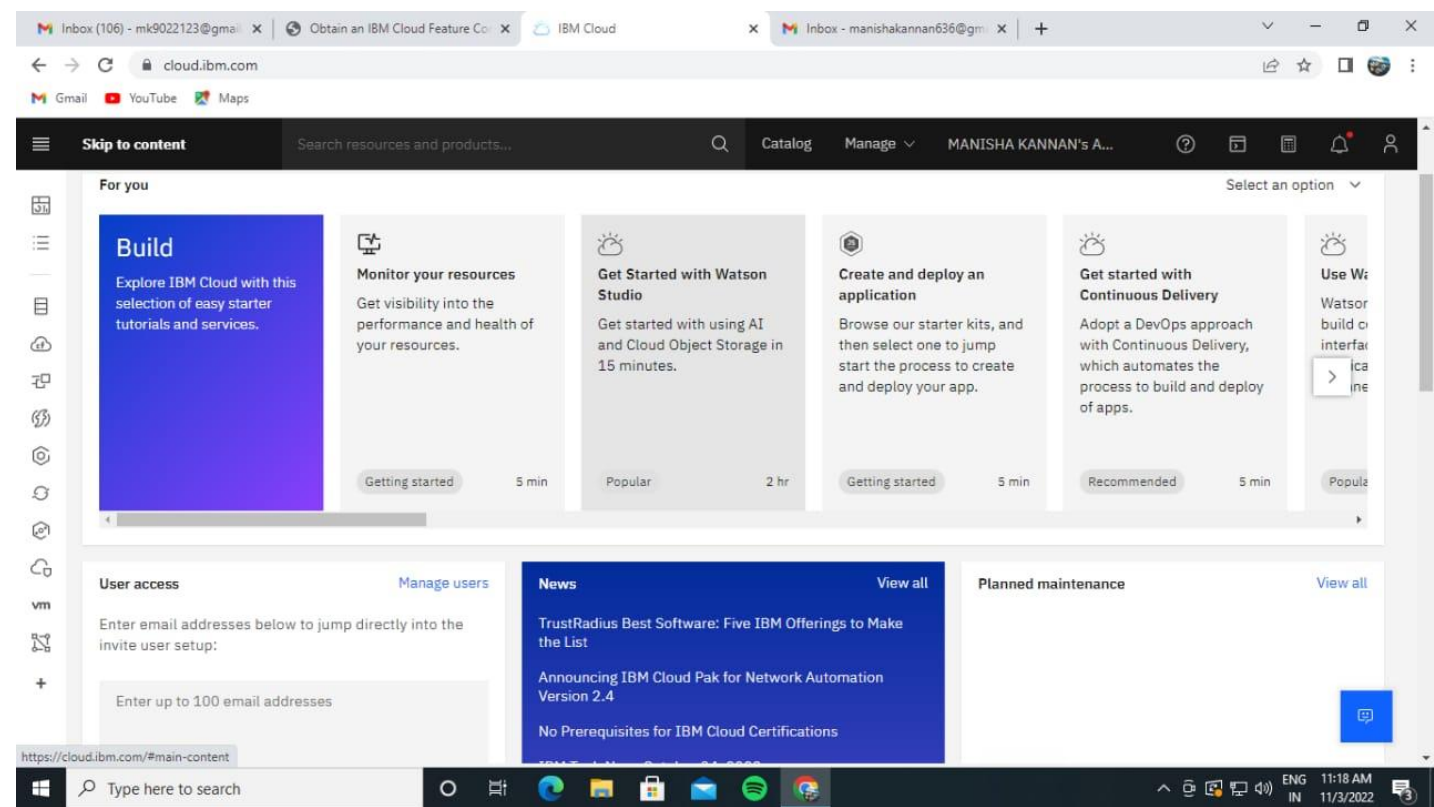 Inbox (106) - mk9022123@gmail
Obtain an IBM Cloud Feature Co
IBM Cloud
Inbox - manishakannan636@gm
cloud.ibm.com
Gmail
YouTube
Maps
Skip to content
Search resources and products...
Catalog
Manage
MANISHA KANNAN's A...
For you
Select an option
Build
Explore IBM Cloud with this
selection of easy starter
tutorials and services.
Monitor your resources
Get visibility into the
performance and health of
your resources.
Getting started
5 min
Get Started with Watson
Studio
Get started with using AI
and Cloud Object Storage in
15 minutes.
Popular
2 hr
Create and deploy an
application
Browse our starter kits, and
then select one to jump
start the process to create
and deploy your app.
Getting started
5 min
Get started with
Continuous Delivery
Adopt a DevOps approach
with Continuous Delivery,
which automates the
process to build and deploy
of apps.
Recommended
5 min
Use Wa
Watsor
build
interfac
Popula
User access
Manage users
Enter email addresses below to jump directly into the
invite user setup:
Enter up to 100 email addresses
News
View all
TrustRadius Best Software: Five IBM Offerings to Make
the List
Announcing IBM Cloud Pak for Network Automation
Version 2.4
No Prerequisites for IBM Cloud Certifications
Planned maintenance
View all
vm
https://cloud.ibm.com/#main-content
Type here to search
ENG
IN
11:18 AM
11/3/2022
3